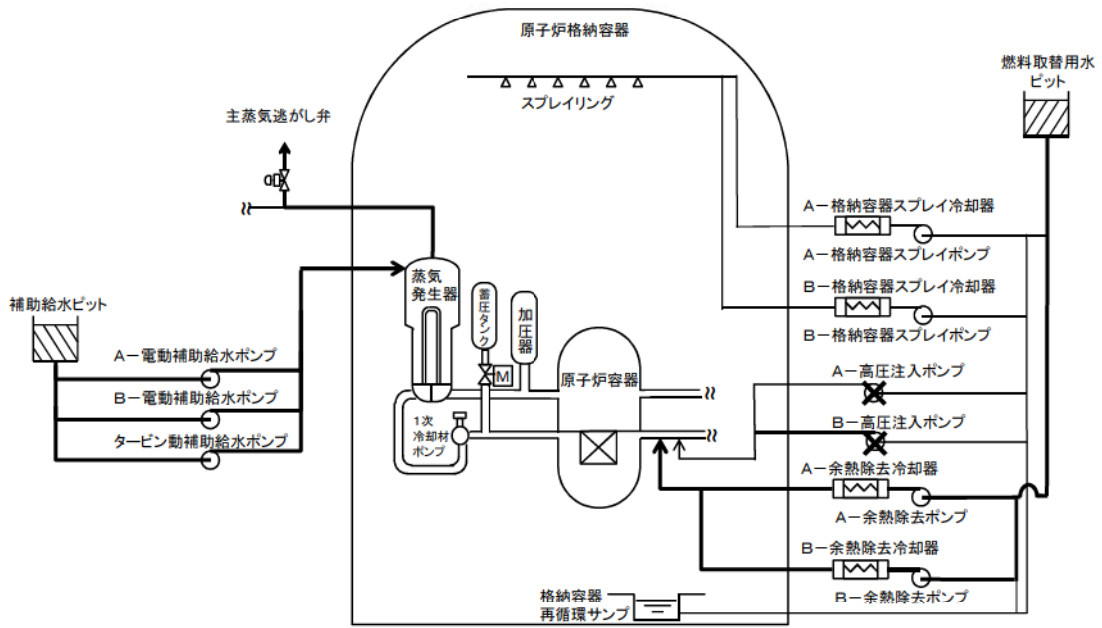 原子炉格納容器
燃料取替用水
ピット
スプレイリング
主蒸気逃がし弁
A－格納容器スプレイ冷却器
A－格納容器スプレイポンプ
蒸気
発生器
蓄圧タンク
加圧器
B－格納容器スプレイ冷却器
B－格納容器スプレイポンプ
補助給水ピット
A－電動補助給水ポンプ
M
原子炉容器
A－高圧注入ポンプ
B－電動補助給水ポンプ
1次
冷却材
ポンプ
B－高圧注入ポンプ
タービン動補助給水ポンプ
A－余熱除去冷却器
A－余熱除去ポンプ
B－余熱除去冷却器
B－余熱除去ポンプ
格納容器
再循環サンプ